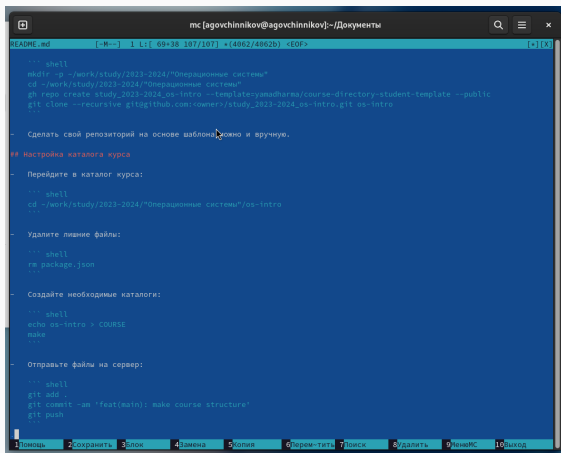 mc [agovchinnikov@agovchinnikov]:~/Документы
README.md [-M--] 1 L:[ 69+38 107/107] *(4062/4062b) <EOF> [*][X]
``` shell
mkdir -p ~/work/study/2023-2024/"Операционные системы"
cd ~/work/study/2023-2024/"Операционные системы"
gh repo create study_2023-2024_os-intro --template=yamadharma/course-directory-student-template --public
git clone --recursive git@github.com:<owner>/study_2023-2024_os-intro.git os-intro
```
- Сделать свой репозиторий на основе шаблона можно и вручную.
## Настройка каталога курса
- Перейдите в каталог курса:
``` shell
cd ~/work/study/2023-2024/"Операционные системы"/os-intro
```
- Удалите лишние файлы:
``` shell
rm package.json
```
- Создайте необходимые каталоги:
``` shell
echo os-intro > COURSE
make
```
- Отправьте файлы на сервер:
``` shell
git add .
git commit -am 'feat(main): make course structure'
git push
```
1Помощь 2Сохранить 3Блок 4Замена 5Копия 6Перем~тить 7Поиск 8Удалить 9МенюMC 10Выход